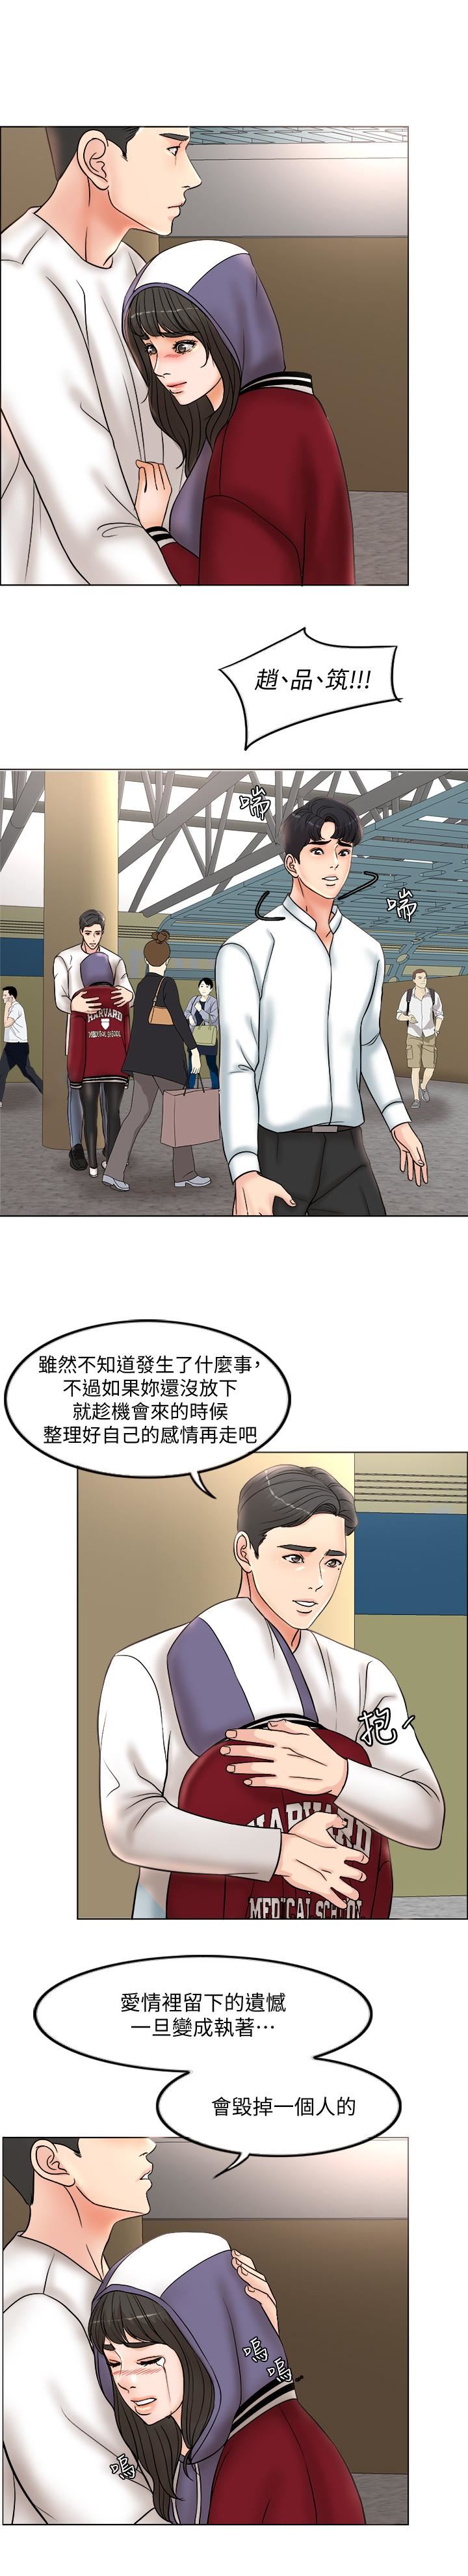 趙、品、筑!!!
喘
喘
HARVARD
MEDICAL SCHOOL
雖然不知道發生了什麼事，
不過如果妳還沒放下
就趁機會來的時候
整理好自己的感情再走吧
抱
HARVARD
MEDICAL SCHOOL
愛情裡留下的遺憾
一旦變成執著…
會毀掉一個人的
嗚
嗚
嗚